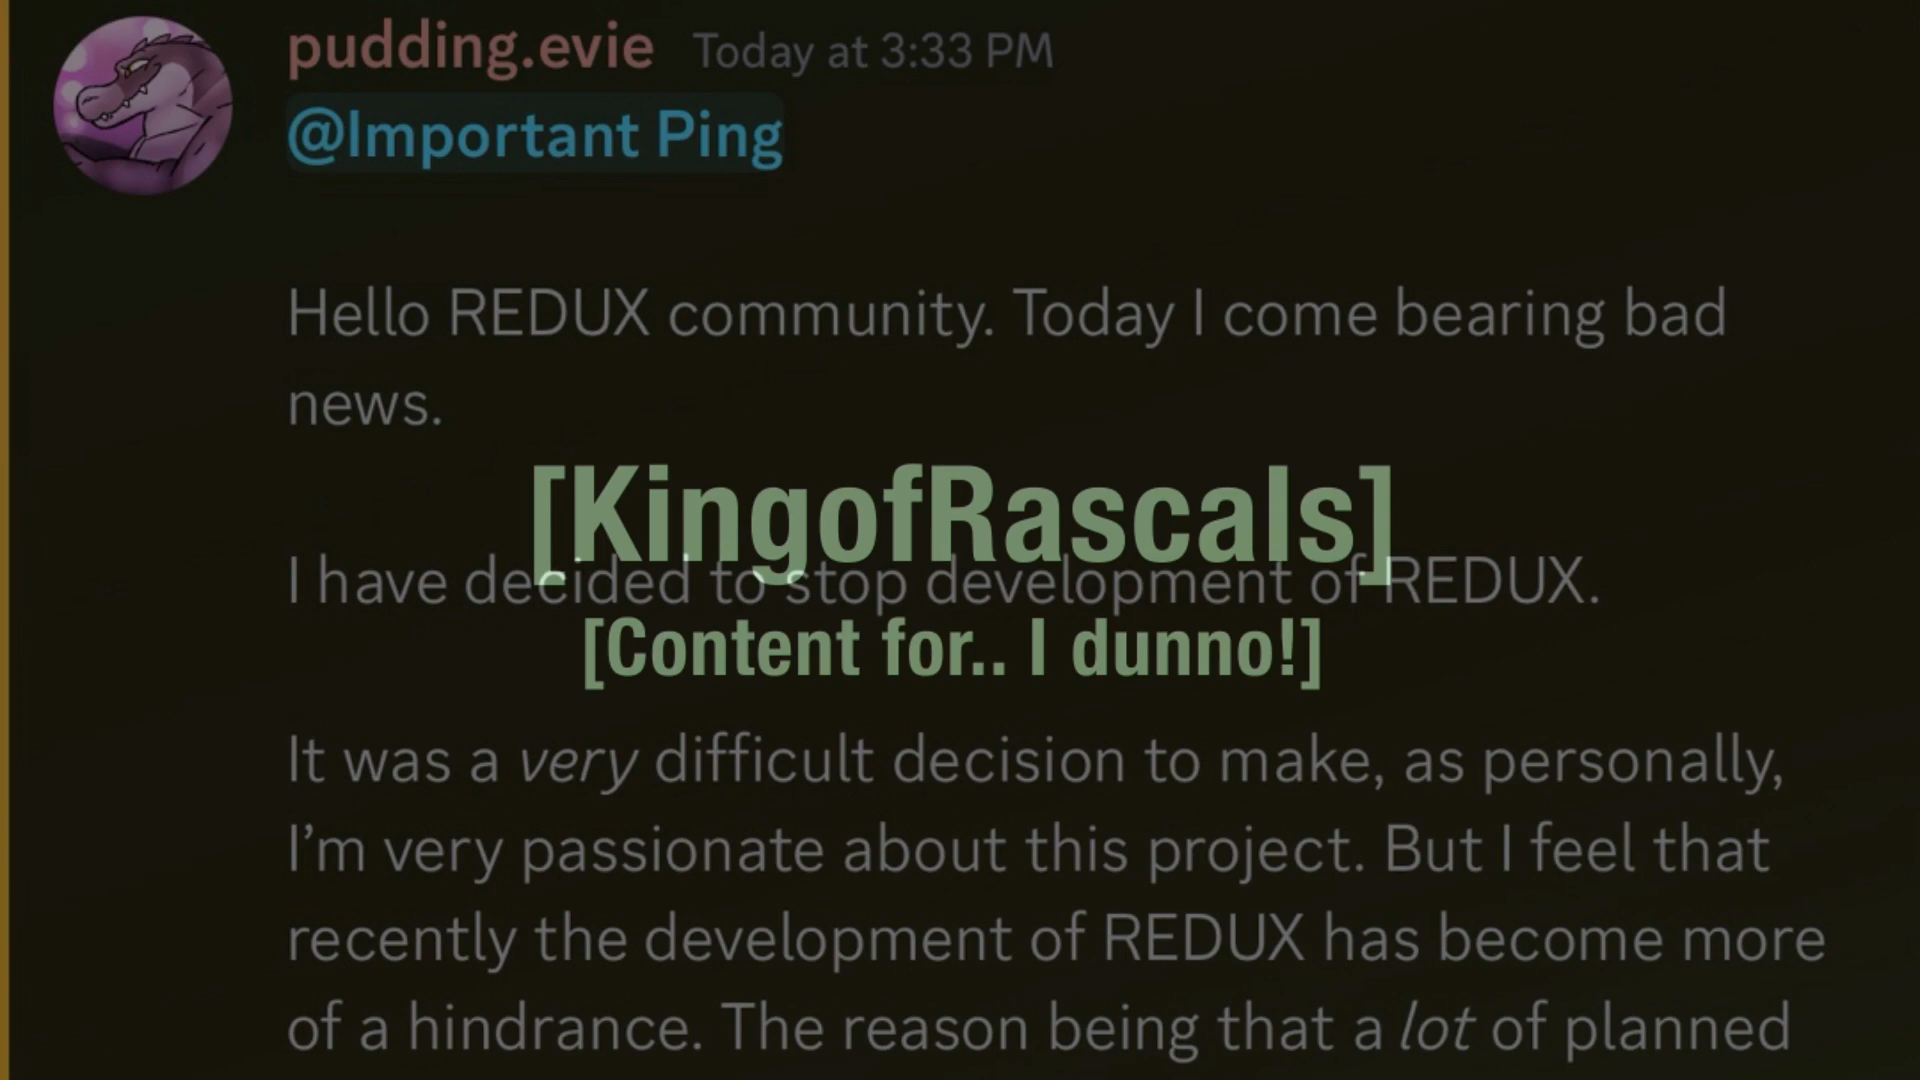 pudding.evie Today at 3:33 PM
@Important Ping
Hello REDUX community. Today I come bearing bad
news.
[KingofRascals]
I have decided to stop development of REDUX.
[Content for.. I dunno!]
It was a very difficult decision to make, as personally,
I’m very passionate about this project. But I feel that
recently the development of REDUX has become more
of a hindrance. The reason being that a lot of planned